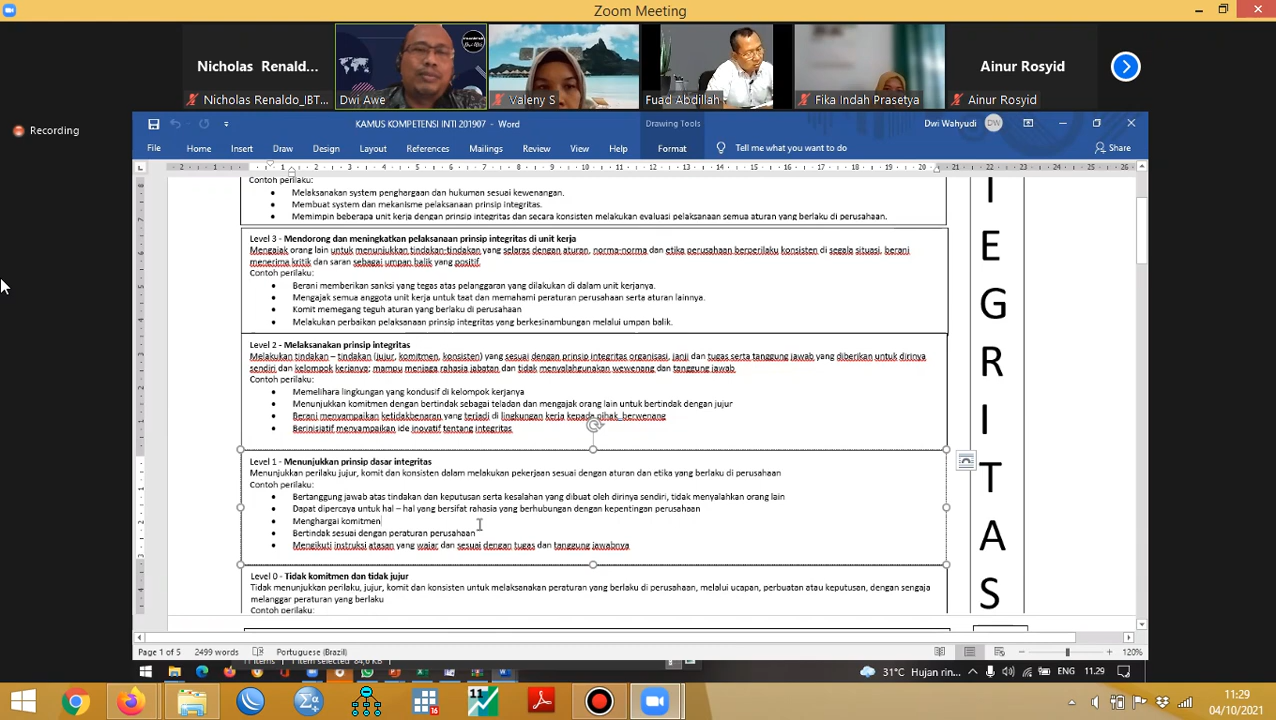 Zoom Meeting
Nicholas Renaldo...
Ainur Rosyid
Nicholas Renaldo_IBT...
Dwi Awe
Valeny S
Fuad Abdillah
Fika Indah Prasetya
Ainur Rosyid
Recording
KAMUS KOMPETENSI INTI 201907 - Word
Drawing Tools
Dwi Wahyudi
DW
File
Home
Insert
Draw
Design
Layout
References
Mailings
Review
View
Help
Format
Tell me what you want to do
Share
Contoh perilaku:
Melaksanakan system penghargaan dan hukuman sesuai kewenangan.
Membuat system dan mekanisme pelaksanaan prinsip integritas.
Memimpin beberapa unit kerja dengan prinsip integritas dan secara konsisten melakukan evaluasi pelaksanaan semua aturan yang berlaku di perusahaan.
Level 3 - Mendorong dan meningkatkan pelaksanaan prinsip integritas di unit kerja
Mengajak orang lain untuk menunjukkan tindakan-tindakan yang selaras dengan aturan, norma-norma dan etika perusahaan berperilaku konsisten di segala situasi, berani
menerima kritik dan saran sebagai umpan balik yang positif.
Contoh perilaku:
Berani memberikan sanksi yang tegas atas pelanggaran yang dilakukan di dalam unit kerjanya.
Mengajak semua anggota unit kerja untuk taat dan memahami peraturan perusahaan serta aturan lainnya.
Komit memegang teguh aturan yang berlaku di perusahaan
Melakukan perbaikan pelaksanaan prinsip integritas yang berkesinambungan melalui umpan balik.
Level 2 - Melaksanakan prinsip integritas
Melakukan tindakan – tindakan (jujur, komitmen, konsisten) yang sesuai dengan prinsip integritas organisasi, janji dan tugas serta tanggung jawab yang diberikan untuk dirinya
sendiri dan kelompok kerjanya; mampu menjaga rahasia jabatan dan tidak menyalahgunakan wewenang dan tanggung jawab.
Contoh perilaku:
Memelihara lingkungan yang kondusif di kelompok kerjanya
Menunjukkan komitmen dengan bertindak sebagai teladan dan mengajak orang lain untuk bertindak dengan jujur
Berani menyampaikan ketidakbenaran yang terjadi di lingkungan kerja kepada pihak berwenang
Berinisiatif menyampaikan ide inovatif tentang integritas
Level 1 - Menunjukkan prinsip dasar integritas
Menunjukkan perilaku jujur, komit dan konsisten dalam melakukan pekerjaan sesuai dengan aturan dan etika yang berlaku di perusahaan
Contoh perilaku:
Bertanggung jawab atas tindakan dan keputusan serta kesalahan yang dibuat oleh dirinya sendiri, tidak menyalahkan orang lain
Dapat dipercaya untuk hal – hal yang bersifat rahasia yang berhubungan dengan kepentingan perusahaan
Menghargai komitmen
Bertindak sesuai dengan peraturan perusahaan
Mengikuti instruksi atasan yang wajar dan sesuai dengan tugas dan tanggung jawabnya
Level 0 - Tidak komitmen dan tidak jujur
Tidak menunjukkan perilaku, jujur, komit dan konsisten untuk melaksanakan peraturan yang berlaku di perusahaan, melalui ucapan, perbuatan atau keputusan, dengan sengaja
melanggar peraturan yang berlaku
Contoh perilaku:
T
E
G
R
I
T
A
S
Page 1 of 5
2499 words
Portuguese (Brazil)
120%
31°C Hujan rin...
11.29
11:29
04/10/2021